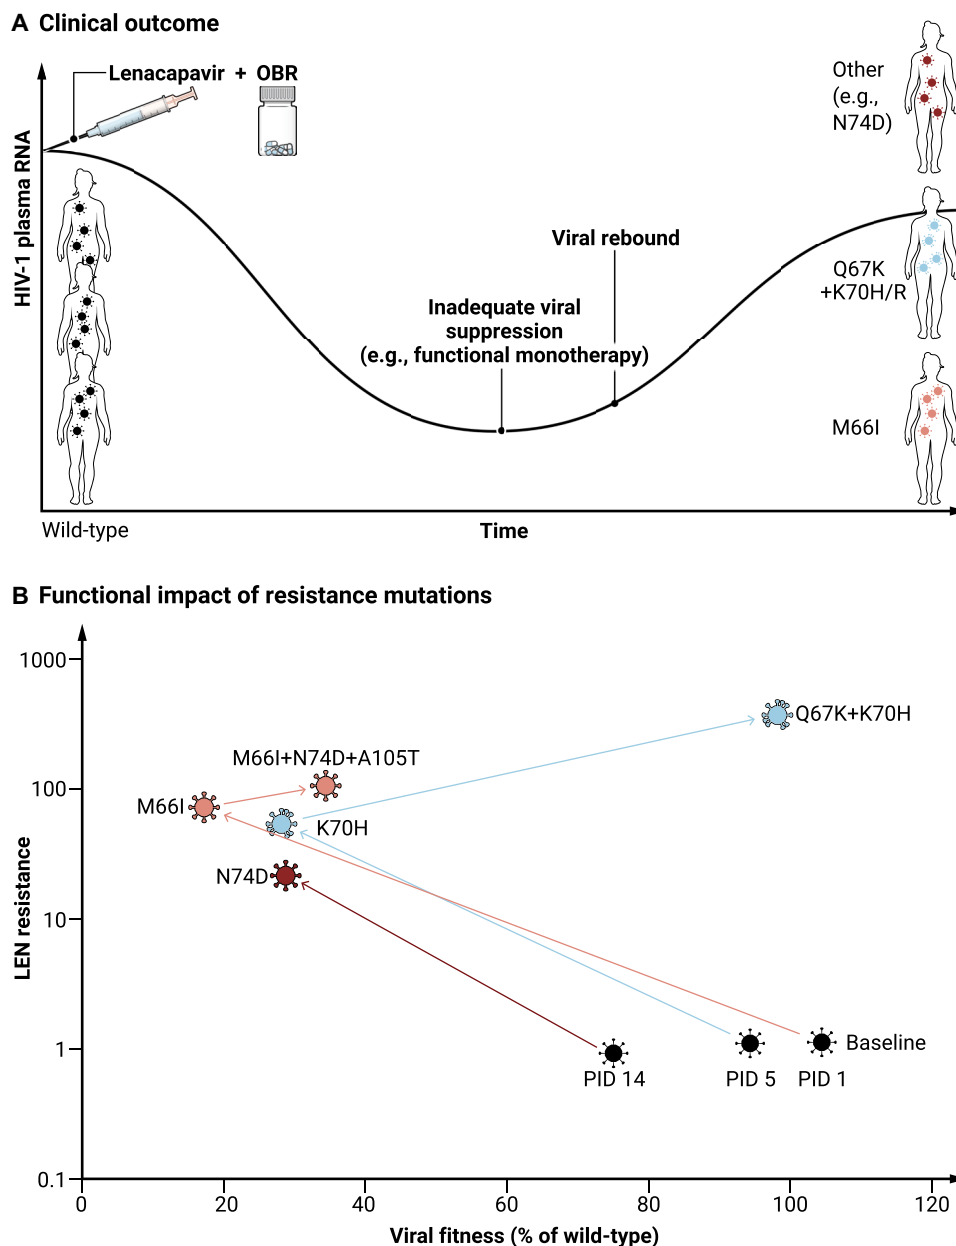 A Clinical outcome
Lenacapavir + OBR
HIV-1 plasma RNA
Other
(e.g.,
N74D)
Viral rebound
Q67K
+K70H/R
Inadequate viral
suppression
(e.g., functional monotherapy)
M66I
Wild-type
Time
B Functional impact of resistance mutations
LEN resistance
1000
100
10
1
0.1
Q67K+K70H
M66I+N74D+A105T
M66I
K70H
N74D
Baseline
PID 14
PID 5
PID 1
0
20
40
60
80
100
120
Viral fitness (% of wild-type)